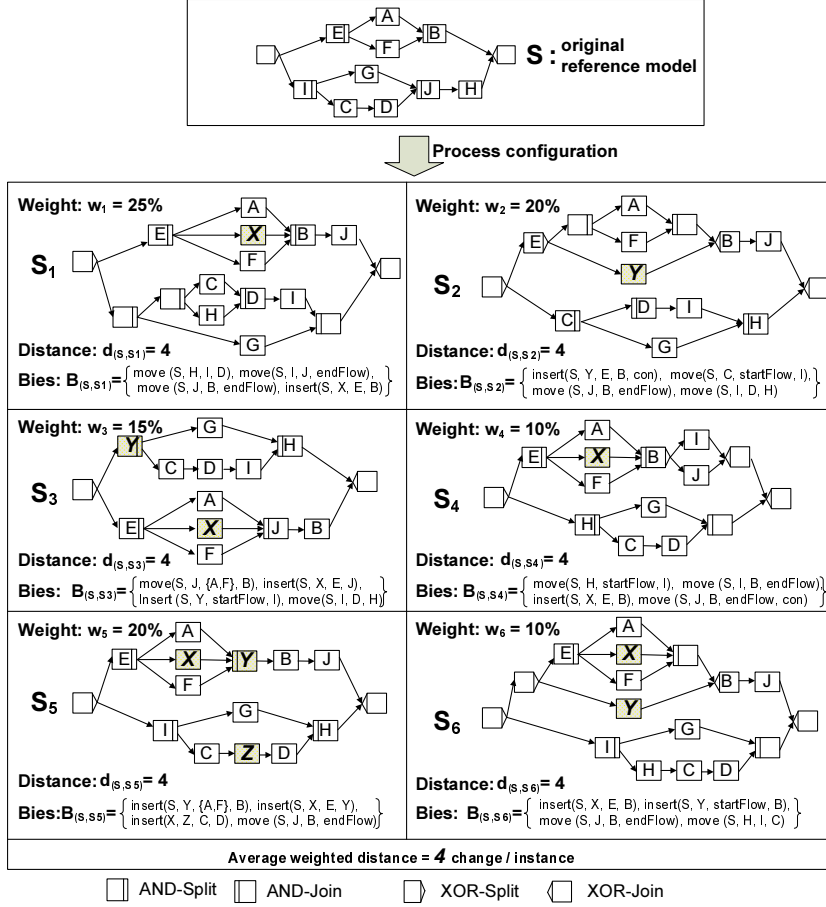 A
E
B
F
S : original
reference model
G
I
J
H
C
D
Process configuration
Weight: w1 = 25%
A
E
X
B
J
F
S1
C
D
I
H
G
Distance: d(S,S1)= 4
Bies: B(S,S1)={ move (S, H, I, D), move(S, I, J, endFlow),
move (S, J, B, endFlow), insert(S, X, E, B) }
Weight: w2 = 20%
A
E
F
B
J
Y
S2
C
D
I
H
G
Distance: d(S,S2)= 4
Bies: B(S,S2)={ insert(S, Y, E, B, con), move(S, C, startFlow, I),
move (S, J, B, endFlow), move (S, I, D, H) }
Weight: w3 = 15%
Y
G
H
C
D
I
S3
A
E
X
J
B
F
Distance: d(S,S3)= 4
Bies: B(S,S3)={ move(S, J, {A,F}, B), insert(S, X, E, J),
Insert (S, Y, startFlow, I), move(S, I, D, H) }
Weight: w4 = 10%
A
E
X
B
I
F
J
S4
H
G
C
D
Distance: d(S,S4)= 4
Bies: B(S,S4)={ move(S, H, startFlow, I), move (S, I, B, endFlow),
insert(S, X, E, B), move (S, J, B, endFlow, con) }
Weight: w5 = 20%
A
E
X
Y
B
J
F
S5
G
I
H
C
Z
D
Distance: d(S,S5)= 4
Bies:B(S,S5)={ insert(S, Y, {A,F}, B), insert(S, X, E, Y),
insert(X, Z, C, D), move (S, J, B, endFlow) }
Weight: w6 = 10%
A
E
X
F
B
J
Y
S6
G
I
H
C
D
Distance: d(S,S6)= 4
Bies: B(S,S6)={ insert(S, X, E, B), insert(S, Y, startFlow, B),
move (S, J, B, endFlow), move (S, H, I, C) }
Average weighted distance = 4 change / instance
AND-Split
AND-Join
XOR-Split
XOR-Join